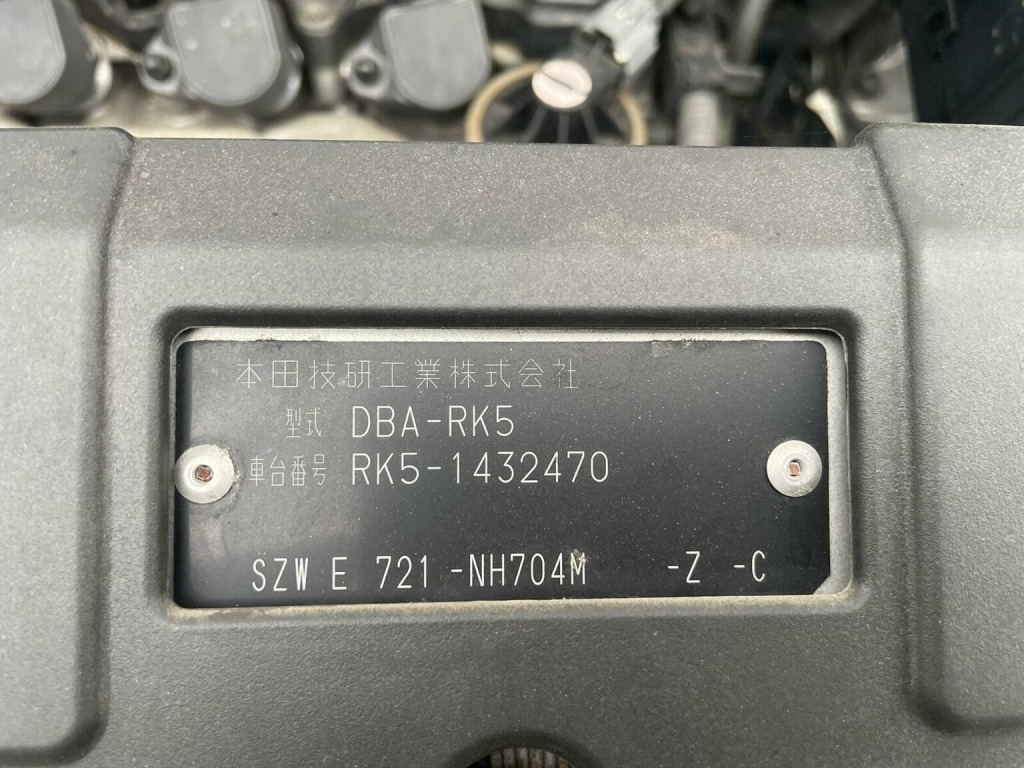 本田技研工業株式会社
型式 DBA-RK5
車台番号 RK5-1432470
SZW E 721 -NH704M -Z -C